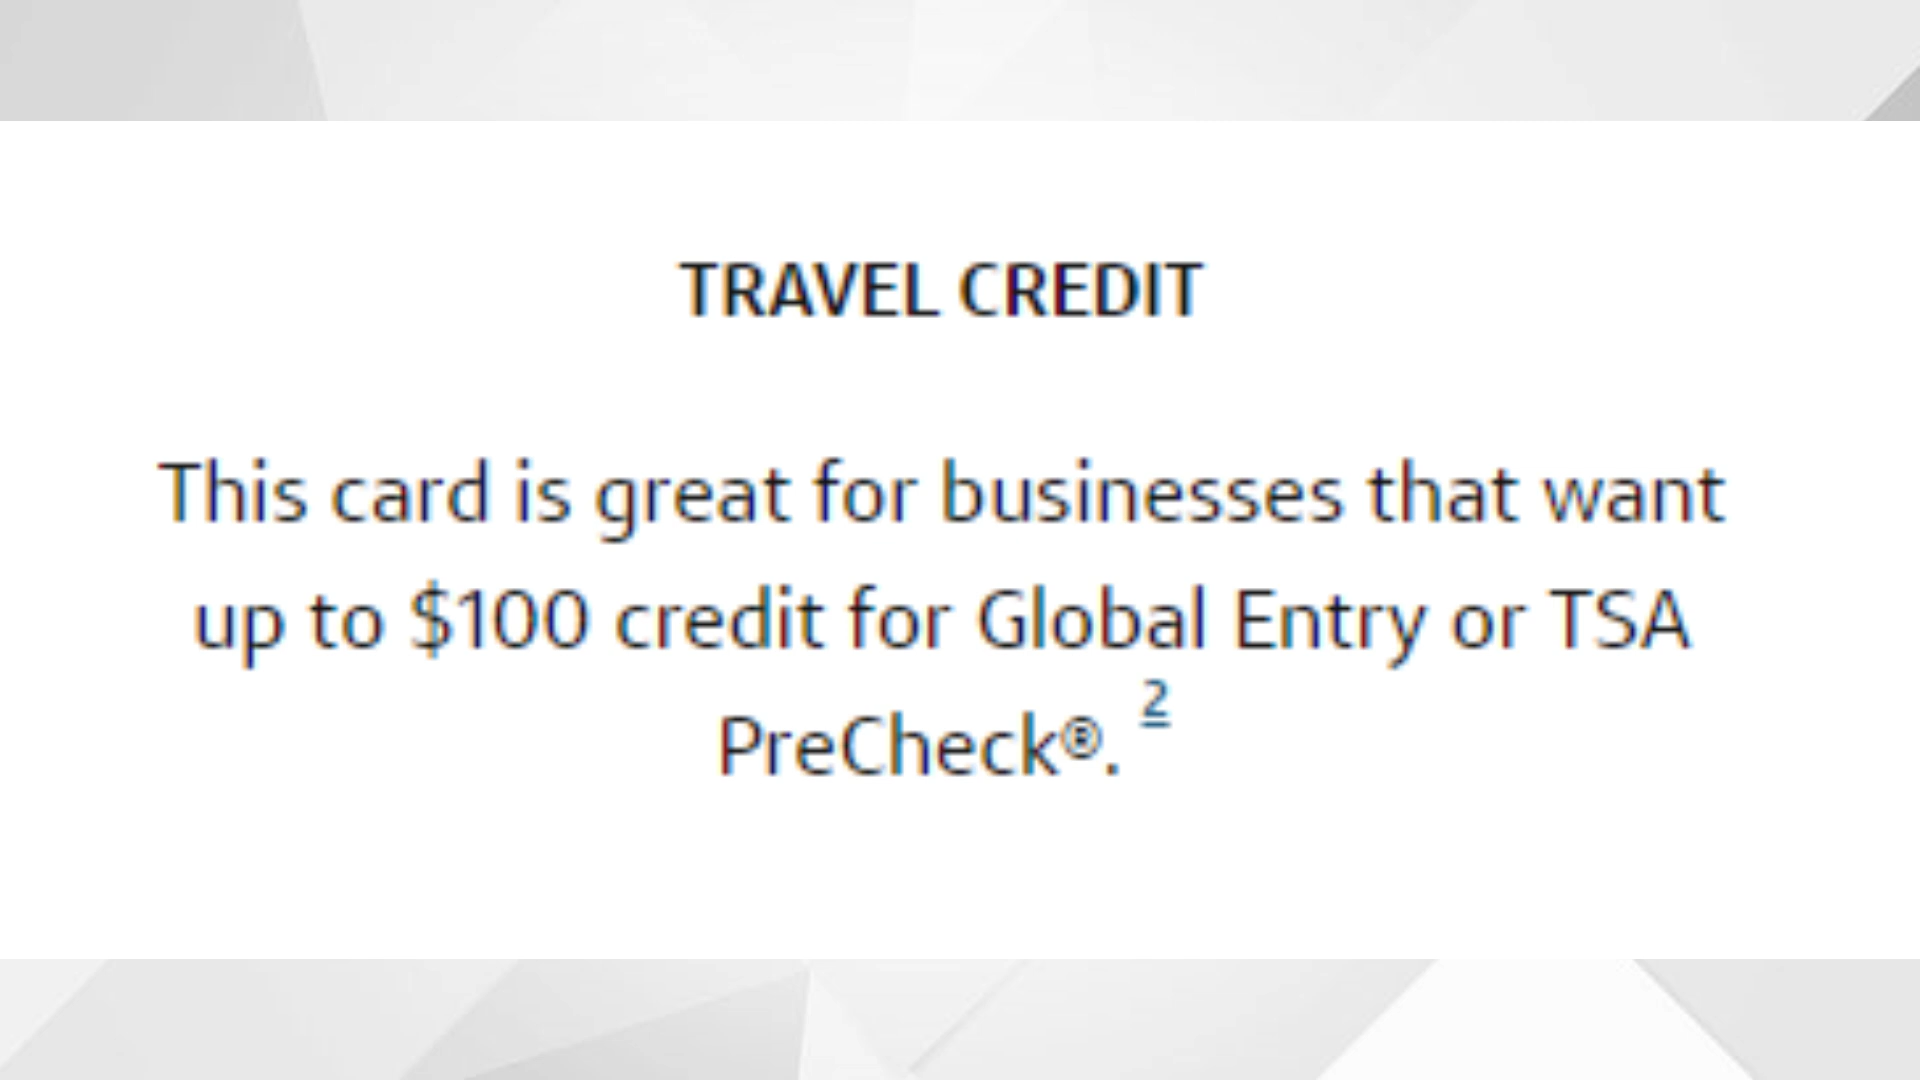 TRAVEL CREDIT
This card is great for businesses that want
up to $100 credit for Global Entry or TSA
PreCheck®. 2